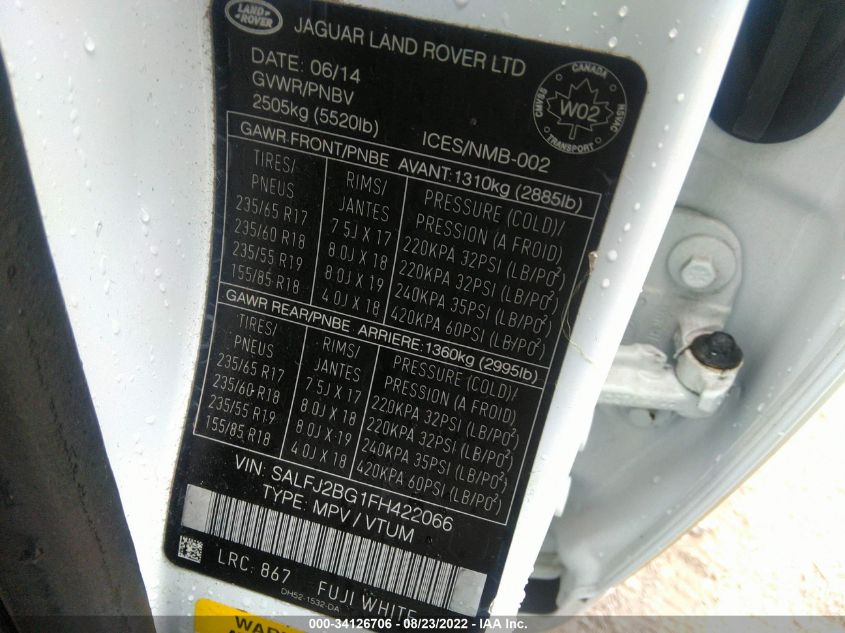 LAND ROVER
JAGUAR LAND ROVER LTD
DATE: 06/14
GVWR/PNBV
2505kg (5520lb)
ICES/NMB-002
CANADA
CMVSS
W02
NSVAC
TRANSPORT
GAWR FRONT/PNBE AVANT: 1310kg (2885lb)
TIRES/ RIMS/ PRESSURE (COLD)/
PNEUS JANTES PRESSION (A FROID)
235/65 R17 7.5J X 17 220KPA 32PSI (LB/PO²)
235/60 R18 8.0J X 18 220KPA 32PSI (LB/PO²)
235/55 R19 8.0J X 19 240KPA 35PSI (LB/PO²)
155/85 R18 4.0J X 18 420KPA 60PSI (LB/PO²)
GAWR REAR/PNBE ARRIERE: 1360kg (2995lb)
TIRES/ RIMS/ PRESSURE (COLD)/
PNEUS JANTES PRESSION (A FROID)
235/65 R17 7.5J X 17 220KPA 32PSI (LB/PO²)
235/60 R18 8.0J X 18 220KPA 32PSI (LB/PO²)
235/55 R19 8.0J X 19 240KPA 35PSI (LB/PO²)
155/85 R18 4.0J X 18 420KPA 60PSI (LB/PO²)
VIN: SALFJ2BG1FH422066
TYPE: MPV / VTUM
LRC: 867 FUJI WHITE
DH52-1532-DA
000-34126706 - 08/23/2022 - IAA, Inc.